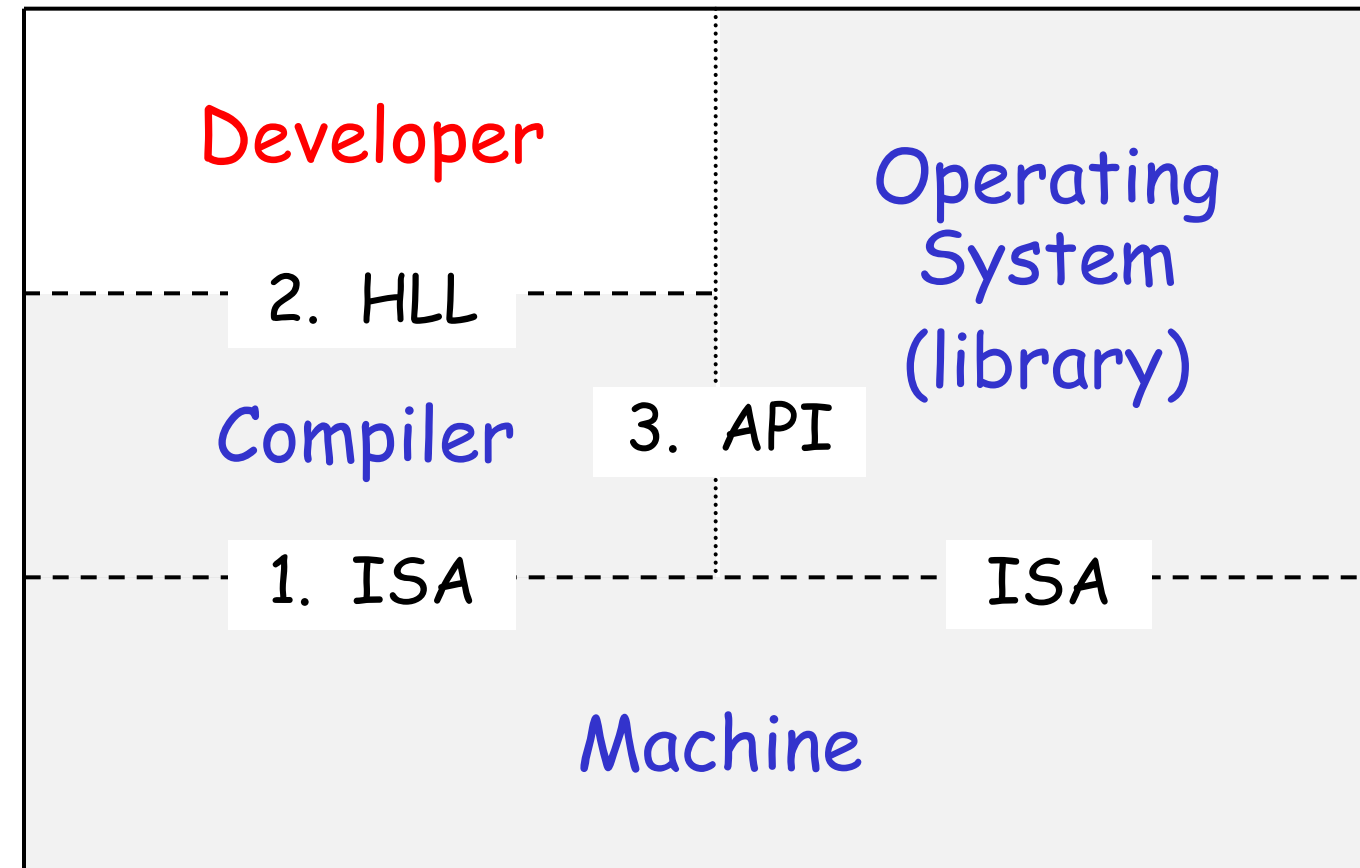 Developer
Operating
System
(library)
2. HLL
Compiler
3. API
1. ISA
ISA
Machine